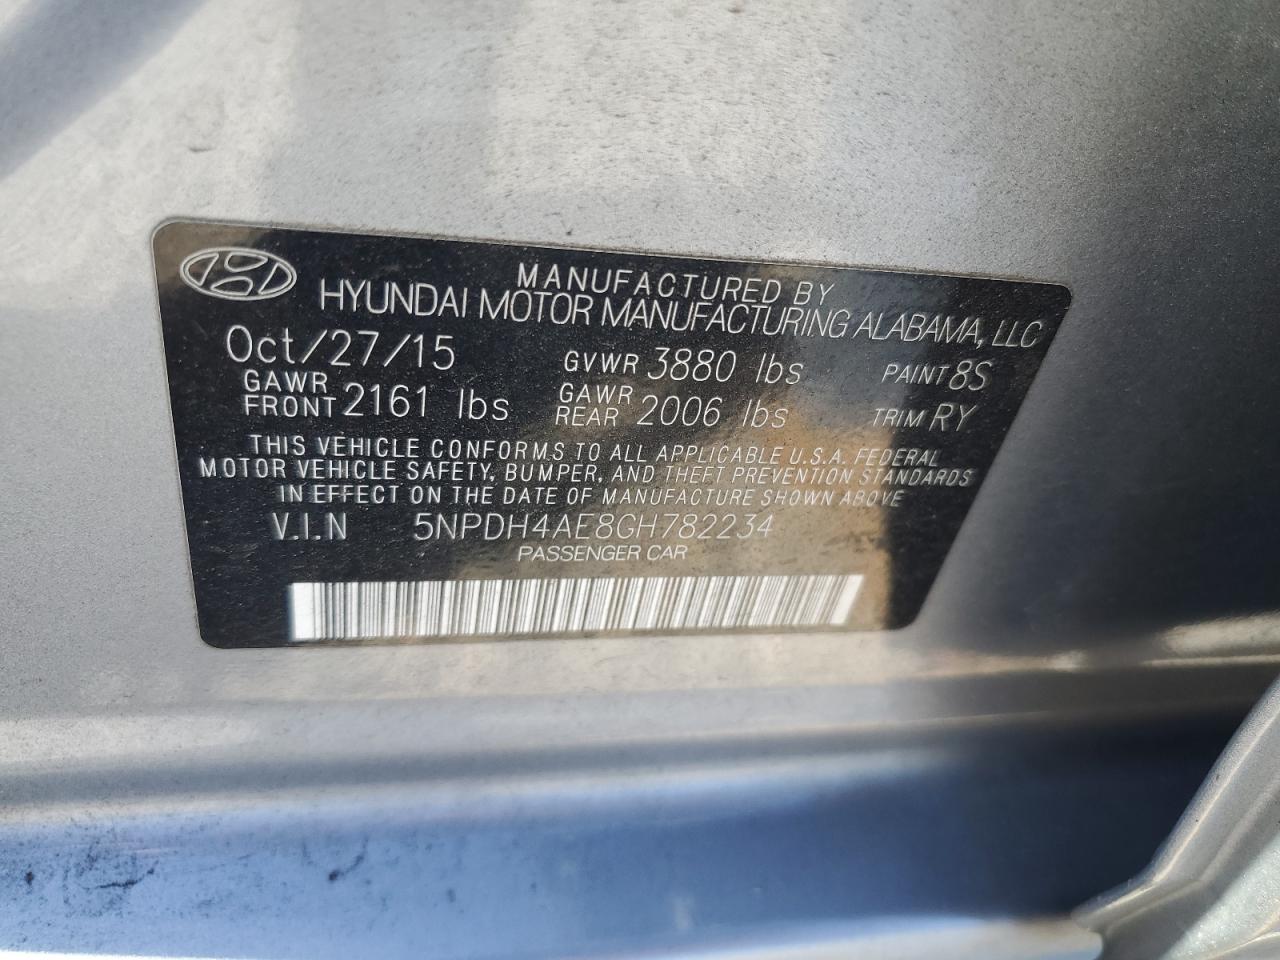 MANUFACTURED BY
HYUNDAI MOTOR MANUFACTURING ALABAMA, LLC
Oct/27/15 GVWR 3880 lbs PAINT 8S
GAWR FRONT 2161 lbs GAWR REAR 2006 lbs TRIM RY
THIS VEHICLE CONFORMS TO ALL APPLICABLE U.S.A. FEDERAL
MOTOR VEHICLE SAFETY, BUMPER, AND THEFT PREVENTION STANDARDS
IN EFFECT ON THE DATE OF MANUFACTURE SHOWN ABOVE
V.I.N 5NPDH4AE8GH782234
PASSENGER CAR